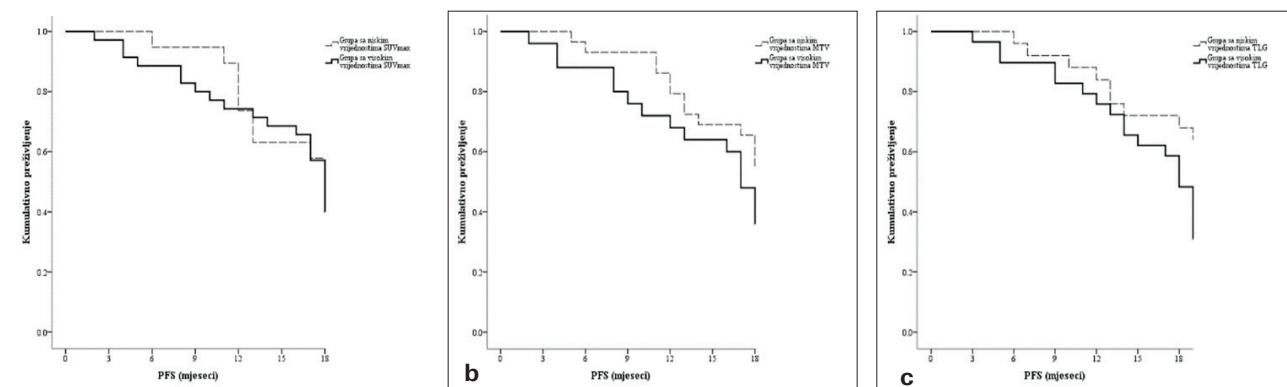 Grupa sa niskim
vrijednostima SUVmax
Grupa sa visokim
vrijednostima SUVmax
Kumulativno preživljenje
1.0
0.8
0.6
0.4
0.2
0.0
0 3 6 9 12 15 18
PFS (mjeseci)
Grupa sa niskim
vrijednostima MTV
Grupa sa visokim
vrijednostima MTV
Kumulativno preživljenje
1.0
0.8
0.6
0.4
0.2
0.0
0 3 6 9 12 15 18
PFS (mjeseci)
b
Grupa sa niskim
vrijednostima TLG
Grupa sa visokim
vrijednostima TLG
Kumulativno preživljenje
1.0
0.8
0.6
0.4
0.2
0.0
0 3 6 9 12 15 18
PFS (mjeseci)
c